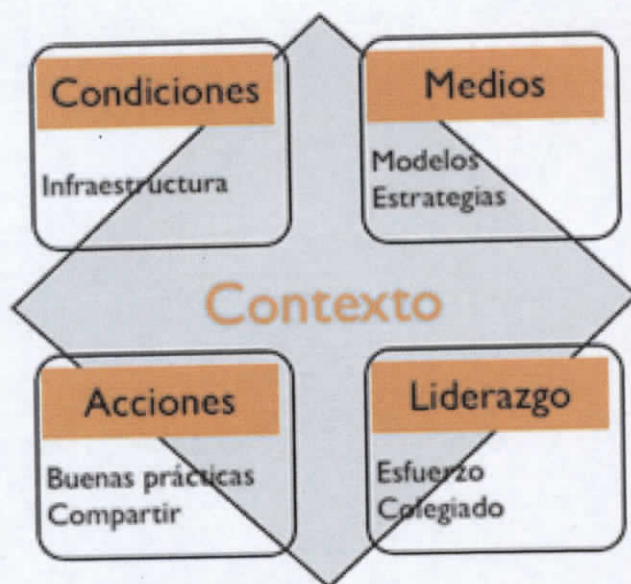 Condiciones
Infraestructura
Medios
Modelos
Estrategias
Contexto
Acciones
Buenas prácticas
Compartir
Liderazgo
Esfuerzo
Colegiado